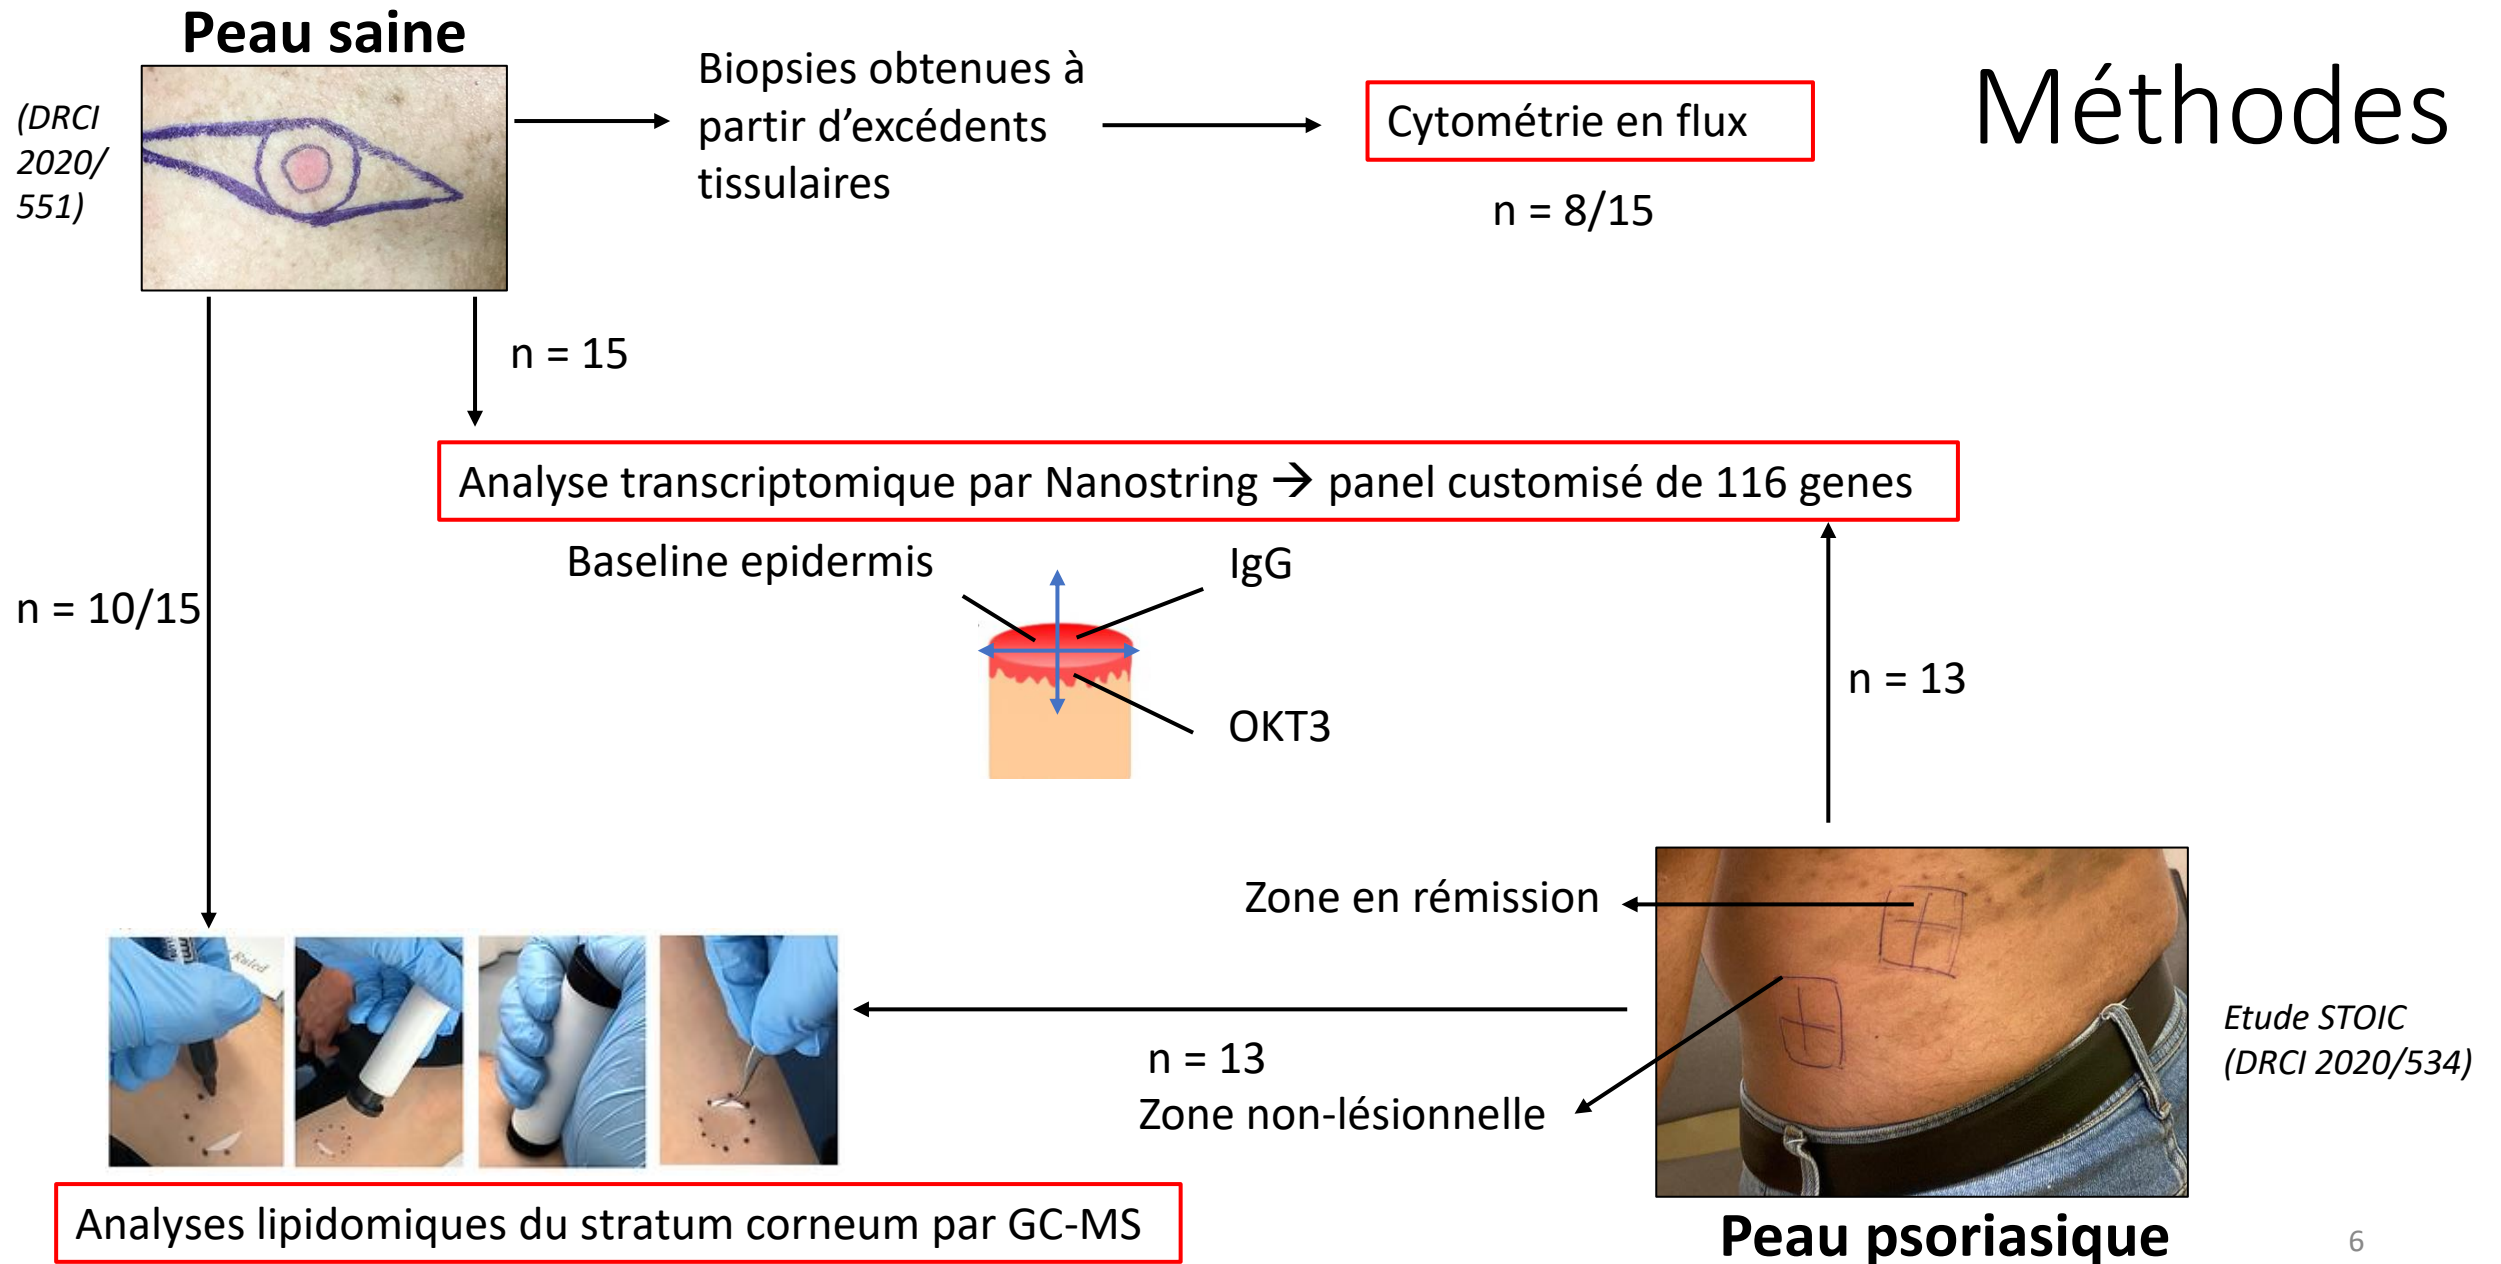 Peau saine
Méthodes
(DRCI
2020/
551)
Biopsies obtenues à
partir d'excédents
tissulaires
Cytométrie en flux
n = 8/15
n = 15
Analyse transcriptomique par Nanostring → panel customisé de 116 genes
Baseline epidermis
IgG
OKT3
n = 10/15
n = 13
Zone en rémission
n = 13
Zone non-lésionnelle
Etude STOIC
(DRCI 2020/534)
Ruled
Analyses lipidomiques du stratum corneum par GC-MS
Peau psoriasique
6